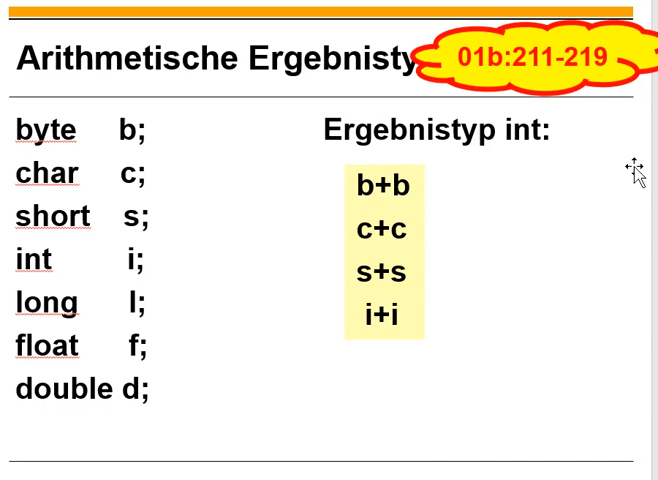 Arithmetische Ergebnisty
01b:211-219
byte b;
char c;
short s;
int i;
long l;
float f;
double d;
Ergebnistyp int:
b+b
c+c
s+s
i+i